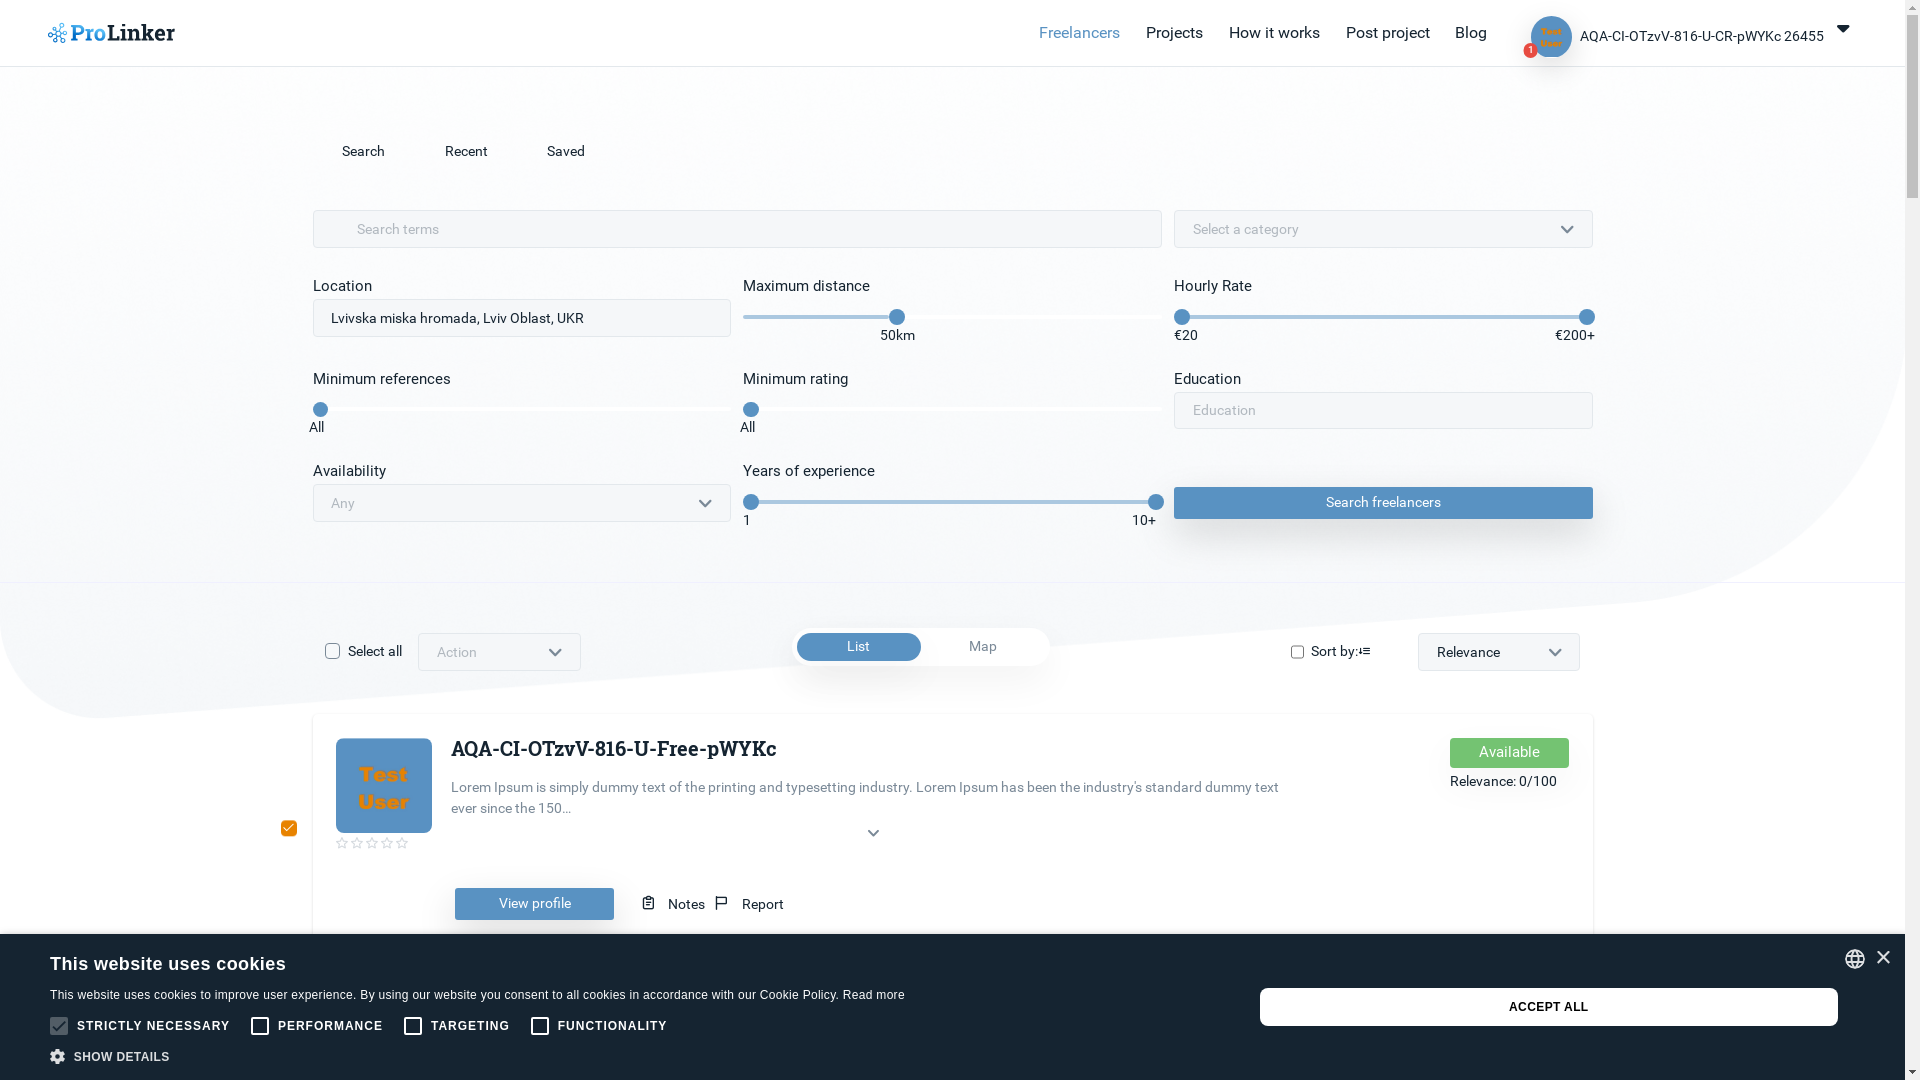 ProLinker
Freelancers Projects How it works Post project Blog
Test User
1
AQA-CI-OTzvV-816-U-CR-pWYKc 26455
Search Recent Saved
Search terms
Select a category
Location
Lvivska miska hromada, Lviv Oblast, UKR
Maximum distance
50km
Hourly Rate
€20 €200+
Minimum references
All
Minimum rating
All
Education
Education
Availability
Any
Years of experience
1 10+
Search freelancers
Select all
Action
List Map
Sort by:
Relevance
Test
User
AQA-CI-OTzvV-816-U-Free-pWYKc
Lorem Ipsum is simply dummy text of the printing and typesetting industry. Lorem Ipsum has been the industry's standard dummy text
ever since the 150...
Available
Relevance: 0/100
View profile Notes Report
This website uses cookies
This website uses cookies to improve user experience. By using our website you consent to all cookies in accordance with our Cookie Policy. Read more
STRICTLY NECESSARY PERFORMANCE TARGETING FUNCTIONALITY
SHOW DETAILS
ACCEPT ALL